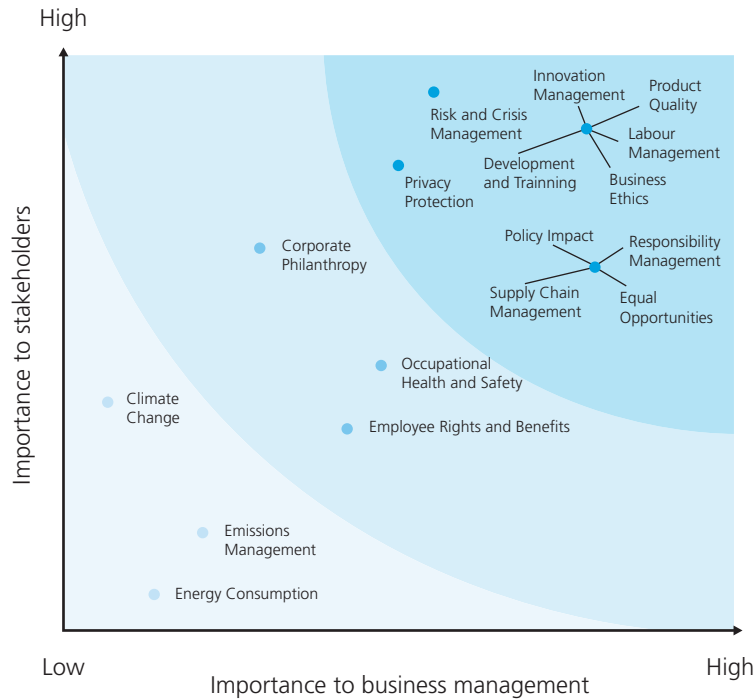 High
Importance to stakeholders
Innovation
Management
Product
Quality
Risk and Crisis
Management
Labour
Management
Development
and Trainning
Business
Ethics
Privacy
Protection
Policy Impact
Responsibility
Management
Corporate
Philanthropy
Supply Chain
Management
Equal
Opportunities
Occupational
Health and Safety
Climate
Change
Employee Rights and Benefits
Emissions
Management
Energy Consumption
Low
High
Importance to business management